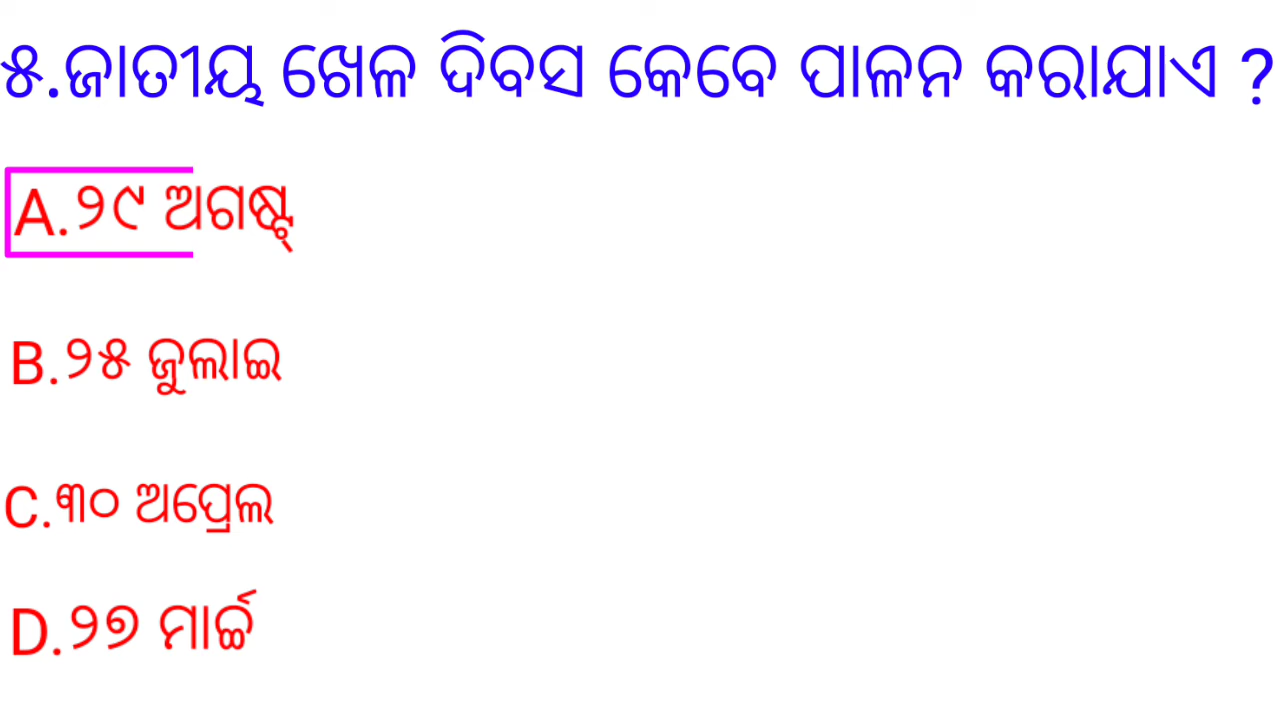 ୫.ଜାତୀୟ ଖେଳ ଦିବସ କେବେ ପାଳନ କରାଯାଏ ?
A.୨୯ ଅଗଷ୍ଟ୍
B.୨୫ ଜୁଲାଇ
C.୩୦ ଅପ୍ରେଲ
D.୨୭ ମାର୍ଚ୍ଚ